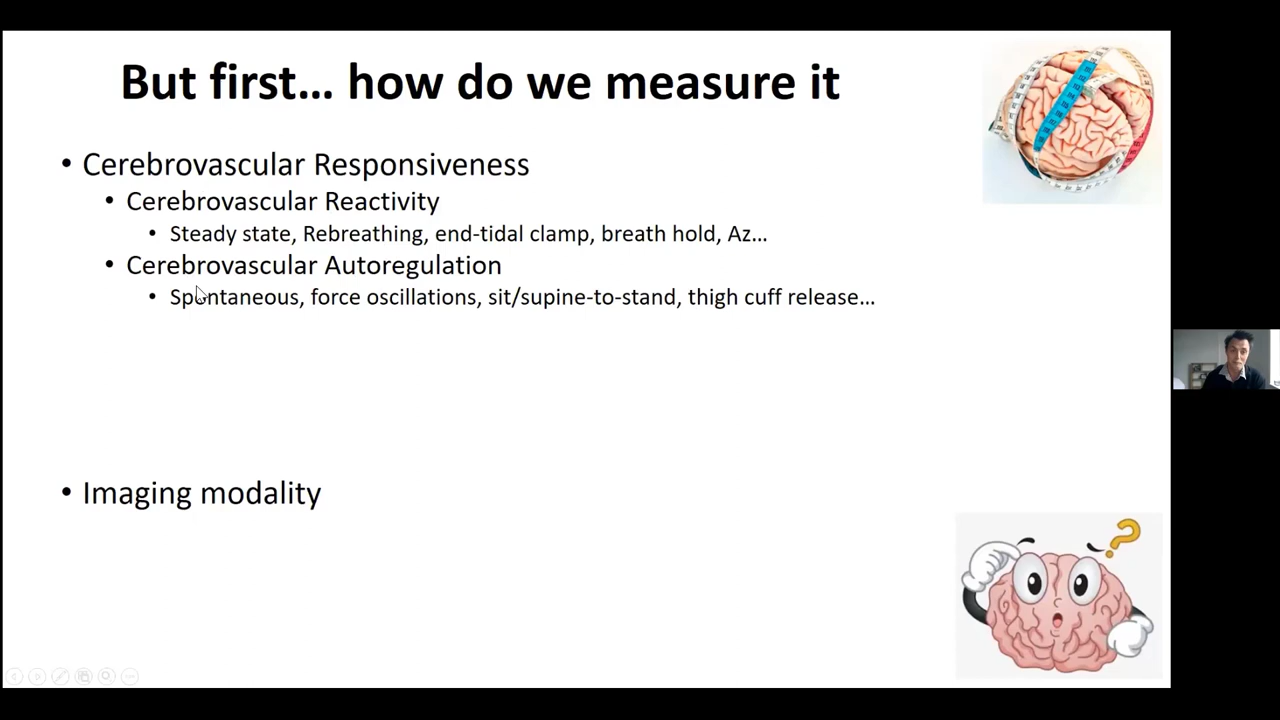 But first... how do we measure it
• Cerebrovascular Responsiveness
• Cerebrovascular Reactivity
• Steady state, Rebreathing, end-tidal clamp, breath hold, Az...
• Cerebrovascular Autoregulation
• Spontaneous, force oscillations, sit/supine-to-stand, thigh cuff release...
• Imaging modality
?